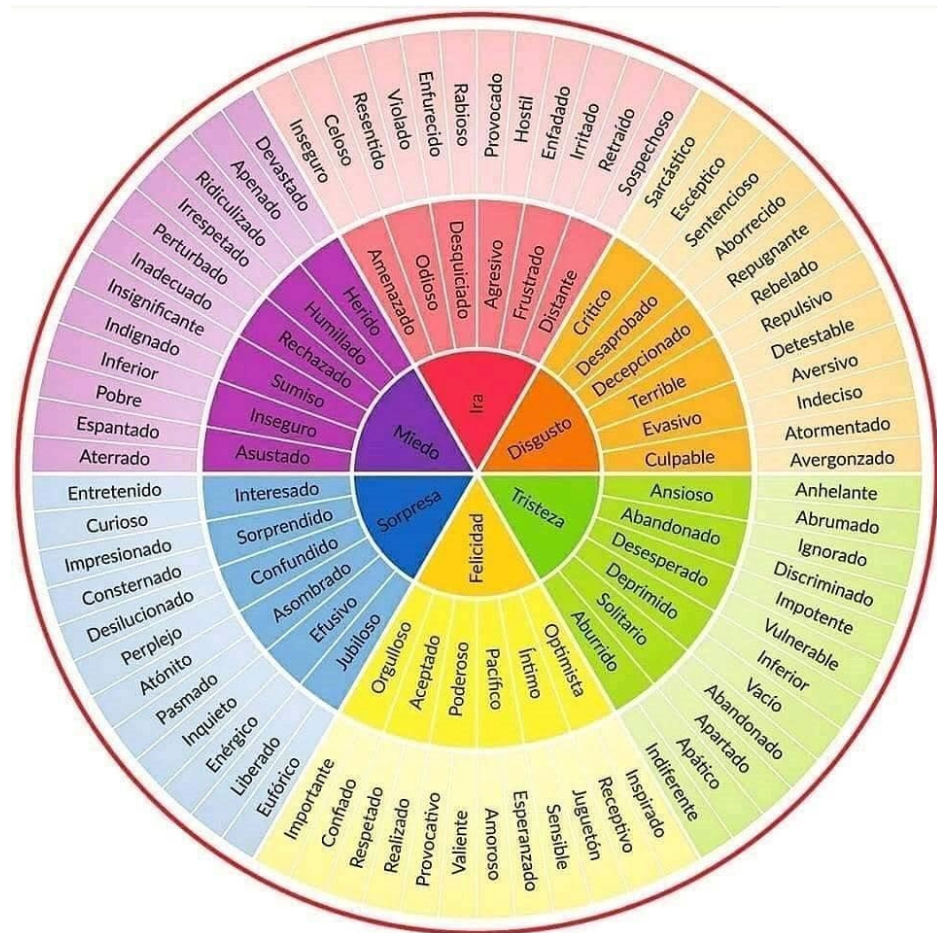 Ira
Disgusto
Tristeza
Felicidad
Sorpresa
Miedo
Amenazado
Odioso
Desquiciado
Agresivo
Frustrado
Distante
Crítico
Desaprobado
Decepcionado
Terrible
Evasivo
Culpable
Ansioso
Abandonado
Desesperado
Deprimido
Solitario
Aburrido
Optimista
Íntimo
Pacífico
Poderoso
Aceptado
Orgulloso
Jubiloso
Efusivo
Asombrado
Confundido
Sorprendido
Interesado
Asustado
Inseguro
Sumiso
Rechazado
Humillado
Herido
Inseguro
Celoso
Resentido
Violado
Enfurecido
Rabioso
Provocado
Hostil
Enfadado
Irritado
Retraído
Sospechoso
Sarcástico
Escéptico
Sentencioso
Aborrecido
Repugnante
Rebelado
Repulsivo
Detestable
Aversivo
Indeciso
Atormentado
Avergonzado
Anhelante
Abrumado
Ignorado
Discriminado
Impotente
Vulnerable
Inferior
Vacío
Abandonado
Apartado
Apático
Indiferente
Inspirado
Receptivo
Juguetón
Sensible
Esperanzado
Amoroso
Valiente
Provocativo
Realizado
Respetado
Confiado
Importante
Eufórico
Liberado
Enérgico
Inquieto
Pasmado
Atónito
Perplejo
Desilucionado
Consternado
Impresionado
Curioso
Entretenido
Aterrado
Espantado
Pobre
Inferior
Indignado
Insignificante
Inadecuado
Perturbado
Irrespetado
Ridiculizado
Apenado
Devastado